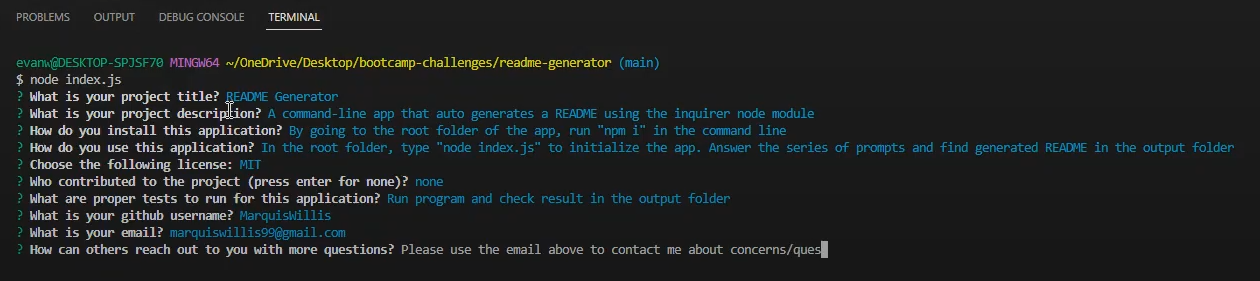 PROBLEMS OUTPUT DEBUG CONSOLE TERMINAL
evanw@DESKTOP-SPJSF70 MINGW64 ~/OneDrive/Desktop/bootcamp-challenges/readme-generator (main)
$ node index.js
? What is your project title? README Generator
? What is your project description? A command-line app that auto generates a README using the inquirer node module
? How do you install this application? By going to the root folder of the app, run "npm i" in the command line
? How do you use this application? In the root folder, type "node index.js" to initialize the app. Answer the series of prompts and find generated README in the output folder
? Choose the following license: MIT
? Who contributed to the project (press enter for none)? none
? What are proper tests to run for this application? Run program and check result in the output folder
? What is your github username? MarquisWillis
? What is your email? marquiswillis99@gmail.com
? How can others reach out to you with more questions? Please use the email above to contact me about concerns/ques